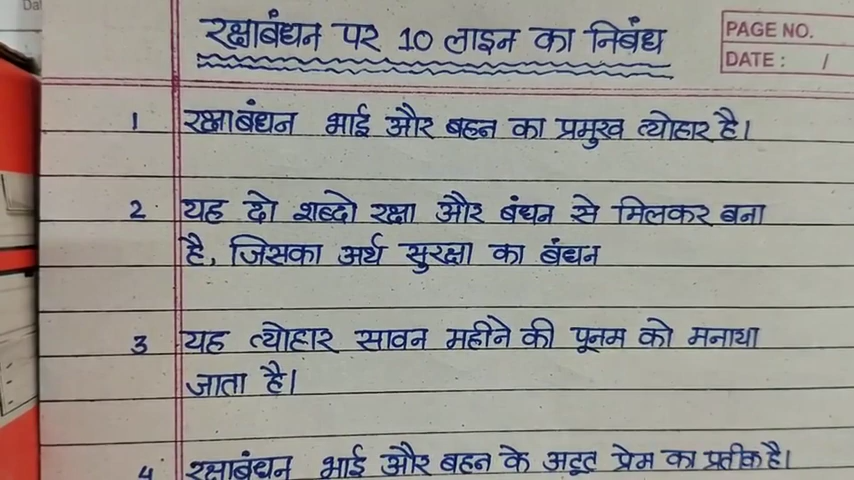 रक्षाबंधन पर 10 लाइन का निबंध
PAGE NO.
DATE : /
1 रक्षाबंधन भाई और बहन का प्रमुख त्योहार है।
2 यह दो शब्दो रक्षा और बंधन से मिलकर बना
है, जिसका अर्थ सुरक्षा का बंधन
3 यह त्योहार सावन महीने की पूनम को मनाया
जाता है।
4 रक्षाबंधन भाई और बहन के अटूट प्रेम का प्रतीक है।